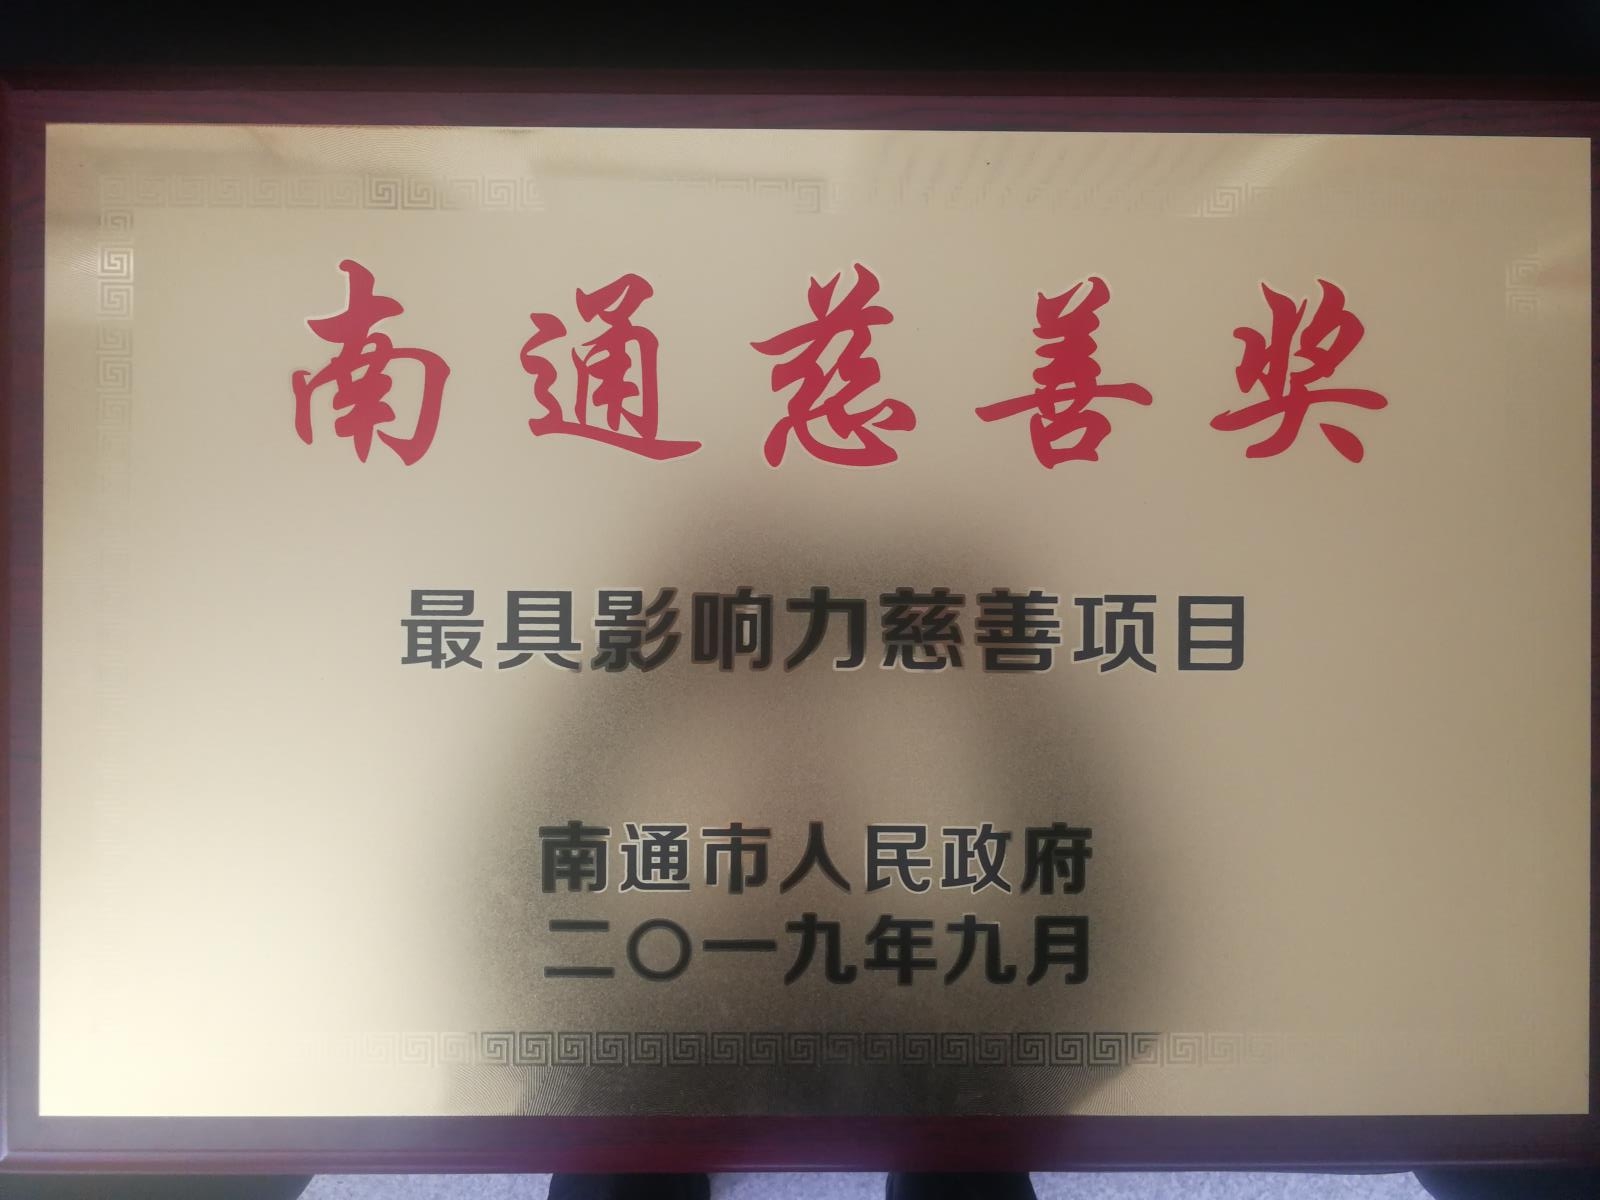 南通慈善奖
最具影响力慈善项目
南通市人民政府
二〇一九年九月